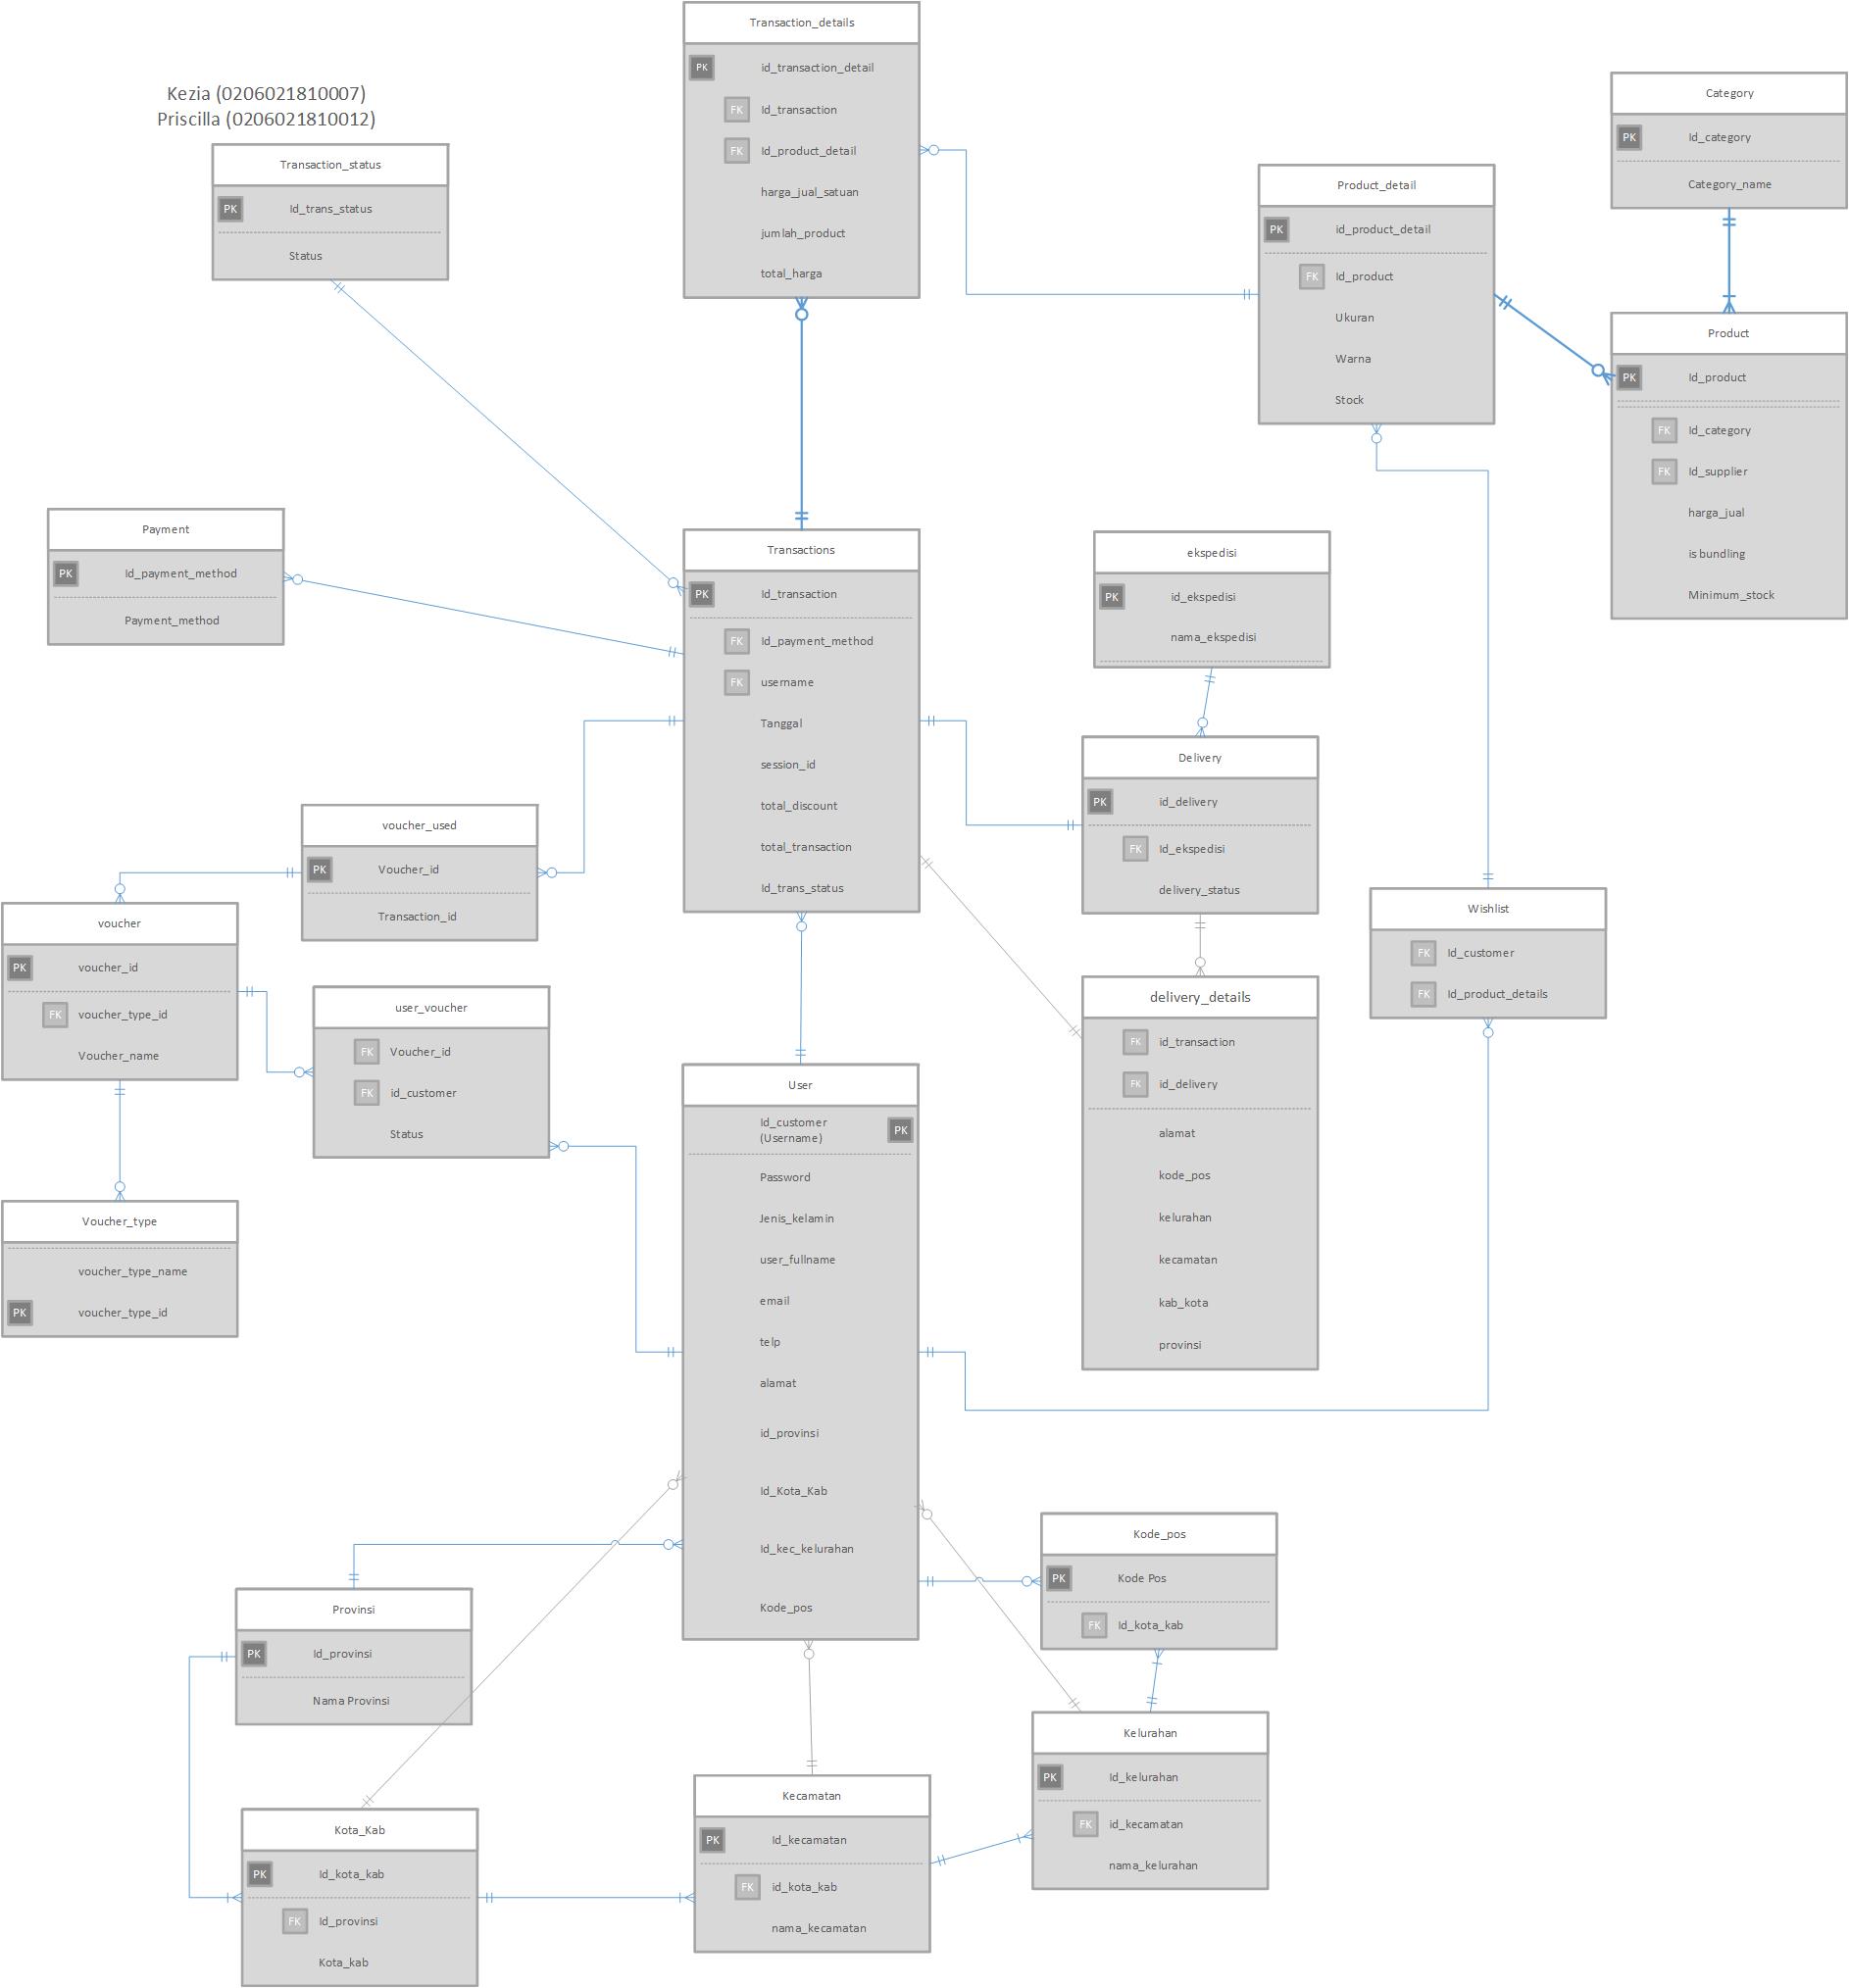 Kezia (0206021810007)
Priscilla (0206021810012)
Transaction_details
PK id_transaction_detail
FK Id_transaction
FK Id_product_detail
harga_jual_satuan
jumlah_product
total_harga
Category
PK Id_category
Category_name
Transaction_status
PK Id_trans_status
Status
Product_detail
PK id_product_detail
FK Id_product
Ukuran
Warna
Stock
Product
PK Id_product
FK Id_category
FK Id_supplier
harga_jual
is bundling
Minimum_stock
Payment
PK Id_payment_method
Payment_method
Transactions
PK Id_transaction
FK Id_payment_method
FK username
Tanggal
session_id
total_discount
total_transaction
Id_trans_status
ekspedisi
PK id_ekspedisi
nama_ekspedisi
Delivery
PK id_delivery
FK Id_ekspedisi
delivery_status
voucher_used
PK Voucher_id
Transaction_id
voucher
PK voucher_id
FK voucher_type_id
Voucher_name
user_voucher
FK Voucher_id
FK id_customer
Status
Wishlist
FK Id_customer
FK Id_product_details
delivery_details
FK id_transaction
FK id_delivery
alamat
kode_pos
kelurahan
kecamatan
kab_kota
provinsi
User
Id_customer
(Username) PK
Password
Jenis_kelamin
user_fullname
email
telp
alamat
id_provinsi
Id_Kota_Kab
Id_kec_kelurahan
Kode_pos
Voucher_type
voucher_type_name
PK voucher_type_id
Kode_pos
PK Kode Pos
FK Id_kota_kab
Provinsi
PK Id_provinsi
Nama Provinsi
Kelurahan
PK Id_kelurahan
FK id_kecamatan
nama_kelurahan
Kecamatan
PK Id_kecamatan
FK id_kota_kab
nama_kecamatan
Kota_Kab
PK Id_kota_kab
FK Id_provinsi
Kota_kab